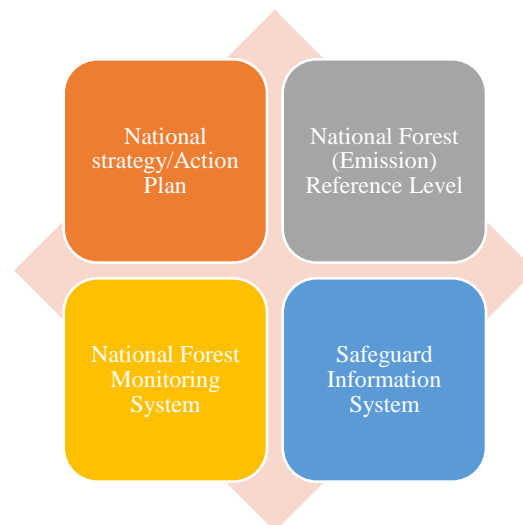 National
strategy/Action
Plan
National Forest
(Emission)
Reference Level
National Forest
Monitoring
System
Safeguard
Information
System